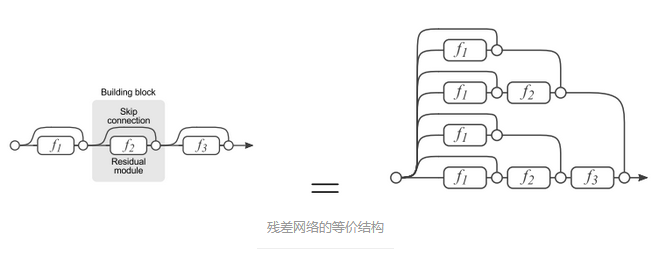 Building block
Skip
connection
f1 f2 f3
Residual
module
=
f1
f1 f2
f1
f1 f2 f3
残差网络的等价结构